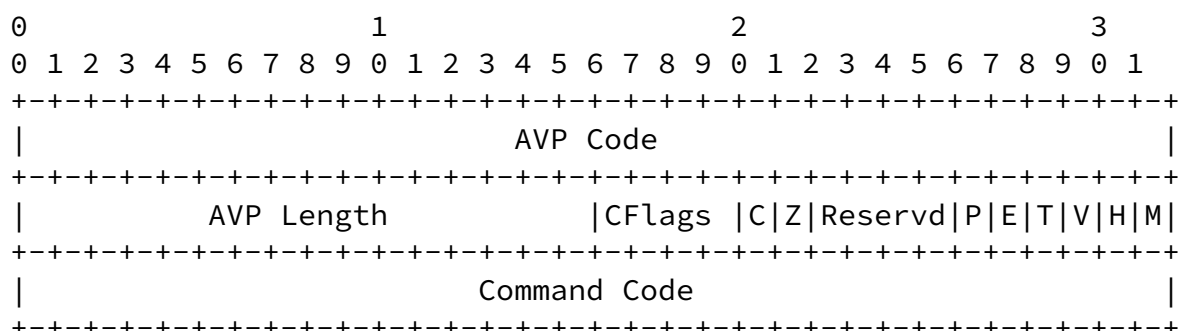 0                   1                   2                   3
0 1 2 3 4 5 6 7 8 9 0 1 2 3 4 5 6 7 8 9 0 1 2 3 4 5 6 7 8 9 0 1
+-+-+-+-+-+-+-+-+-+-+-+-+-+-+-+-+-+-+-+-+-+-+-+-+-+-+-+-+-+-+-+-+
|                           AVP Code                            |
+-+-+-+-+-+-+-+-+-+-+-+-+-+-+-+-+-+-+-+-+-+-+-+-+-+-+-+-+-+-+-+-+
|          AVP Length           |CFlags |C|Z|Reservd|P|E|T|V|H|M|
+-+-+-+-+-+-+-+-+-+-+-+-+-+-+-+-+-+-+-+-+-+-+-+-+-+-+-+-+-+-+-+-+
|                         Command Code                          |
+-+-+-+-+-+-+-+-+-+-+-+-+-+-+-+-+-+-+-+-+-+-+-+-+-+-+-+-+-+-+-+-+